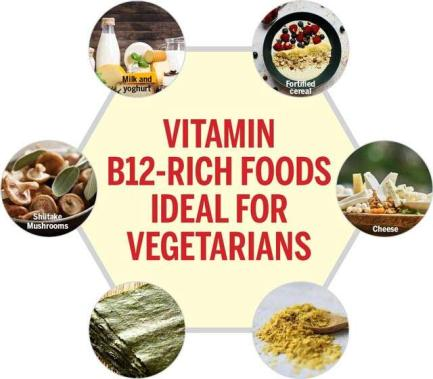 Milk and
yoghurt
Fortified
cereal
VITAMIN
B12-RICH FOODS
IDEAL FOR
VEGETARIANS
Shiitake
Mushrooms
Cheese